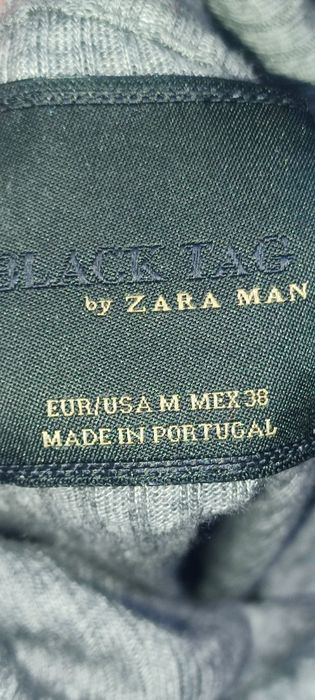 BLACK TAG
by ZARA MAN
EUR/USA M MEX 38
MADE IN PORTUGAL